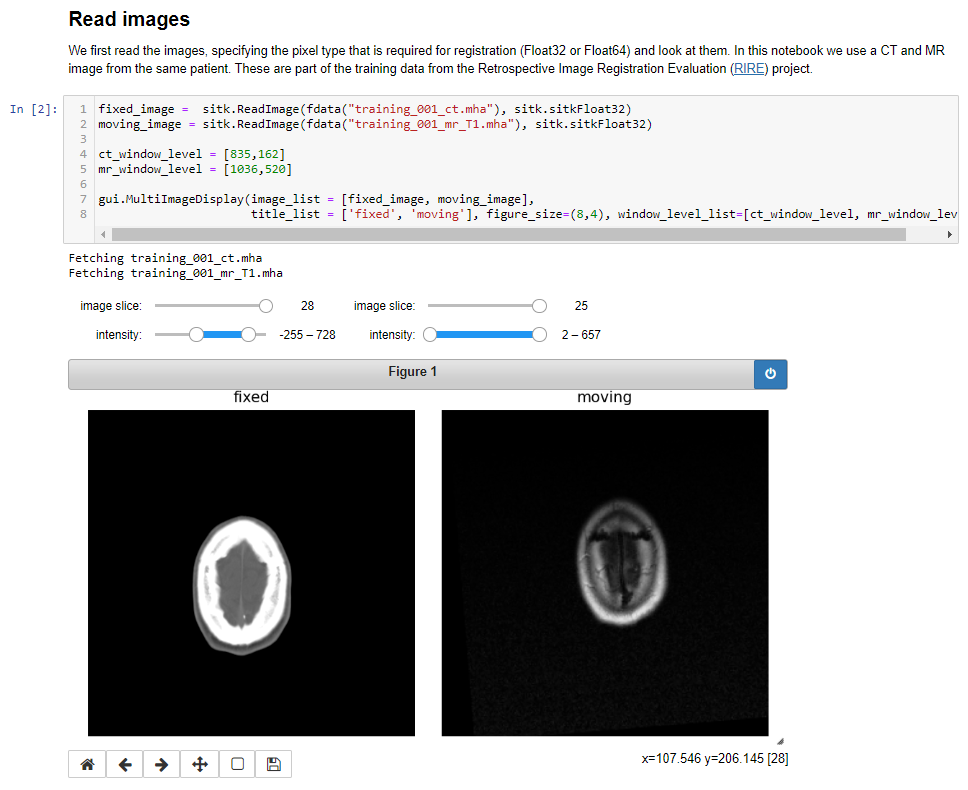 Read images
We first read the images, specifying the pixel type that is required for registration (Float32 or Float64) and look at them. In this notebook we use a CT and MR
image from the same patient. These are part of the training data from the Retrospective Image Registration Evaluation (RIRE) project.
In [2]:
1 fixed_image =  sitk.ReadImage(fdata("training_001_ct.mha"), sitk.sitkFloat32)
2 moving_image = sitk.ReadImage(fdata("training_001_mr_T1.mha"), sitk.sitkFloat32)
3
4 ct_window_level = [835,162]
5 mr_window_level = [1036,520]
6
7 gui.MultiImageDisplay(image_list = [fixed_image, moving_image],
8                       title_list = ['fixed', 'moving'], figure_size=(8,4), window_level_list=[ct_window_level, mr_window_lev
Fetching training_001_ct.mha
Fetching training_001_mr_T1.mha
image slice: 28 image slice: 25
intensity: -255 – 728 intensity: 2 – 657
Figure 1
fixed moving
x=107.546 y=206.145 [28]